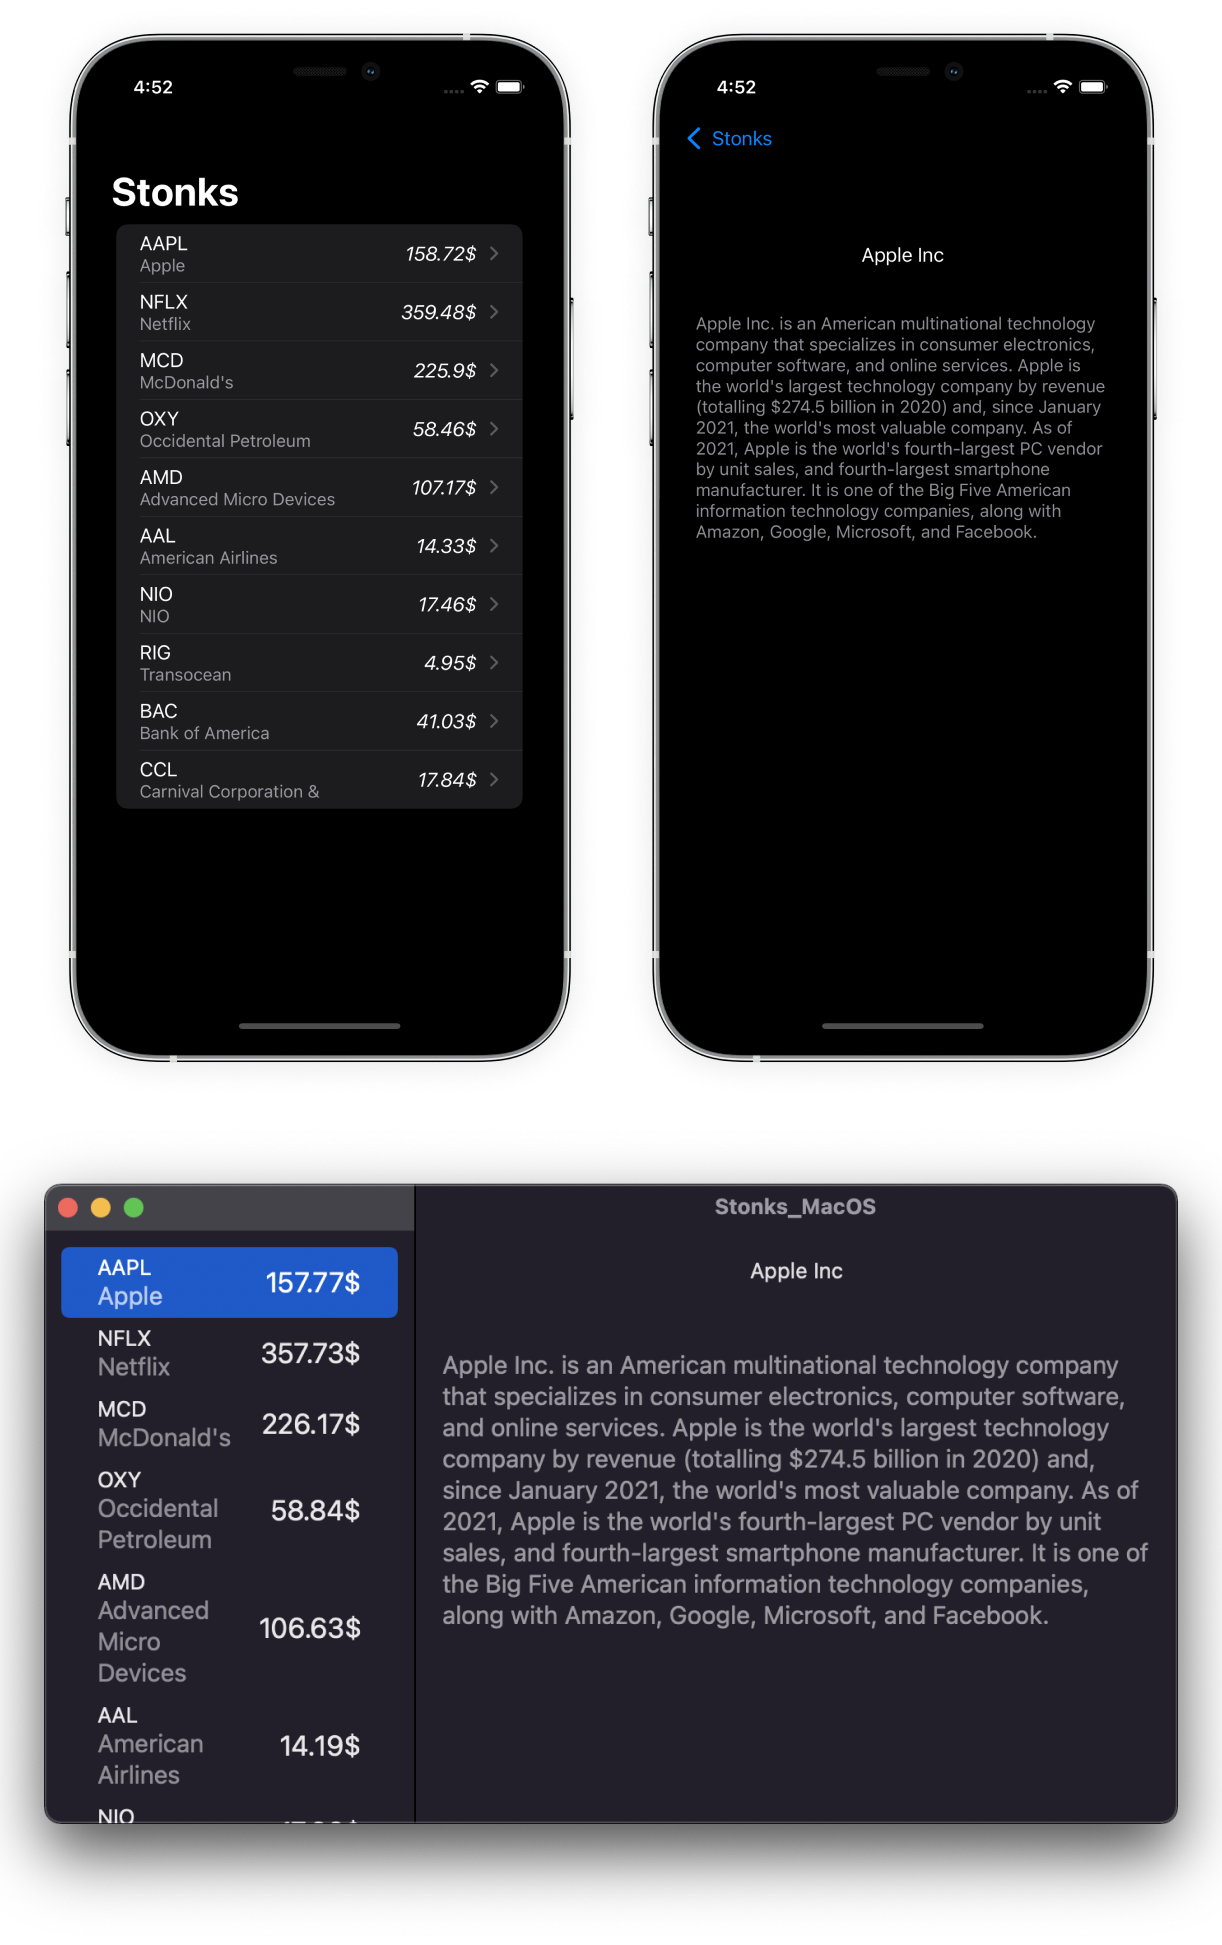 4:52
Stonks
AAPL
Apple
158.72$
NFLX
Netflix
359.48$
MCD
McDonald's
225.9$
OXY
Occidental Petroleum
58.46$
AMD
Advanced Micro Devices
107.17$
AAL
American Airlines
14.33$
NIO
NIO
17.46$
RIG
Transocean
4.95$
BAC
Bank of America
41.03$
CCL
Carnival Corporation &
17.84$
4:52
Stonks
Apple Inc
Apple Inc. is an American multinational technology
company that specializes in consumer electronics,
computer software, and online services. Apple is
the world's largest technology company by revenue
(totalling $274.5 billion in 2020) and, since January
2021, the world's most valuable company. As of
2021, Apple is the world's fourth-largest PC vendor
by unit sales, and fourth-largest smartphone
manufacturer. It is one of the Big Five American
information technology companies, along with
Amazon, Google, Microsoft, and Facebook.
AAPL
Apple
157.77$
NFLX
Netflix
357.73$
MCD
McDonald's
226.17$
OXY
Occidental
Petroleum
58.84$
AMD
Advanced
Micro
Devices
106.63$
AAL
American
Airlines
14.19$
NIO
Stonks_MacOS
Apple Inc
Apple Inc. is an American multinational technology company
that specializes in consumer electronics, computer software,
and online services. Apple is the world's largest technology
company by revenue (totalling $274.5 billion in 2020) and,
since January 2021, the world's most valuable company. As of
2021, Apple is the world's fourth-largest PC vendor by unit
sales, and fourth-largest smartphone manufacturer. It is one of
the Big Five American information technology companies,
along with Amazon, Google, Microsoft, and Facebook.